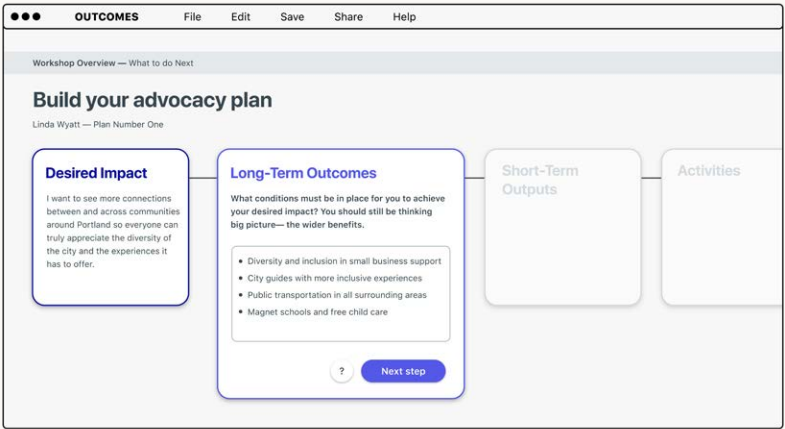 OUTCOMES File Edit Save Share Help
Workshop Overview — What to do Next
Build your advocacy plan
Linda Wyatt — Plan Number One
Desired Impact
I want to see more connections
between and across communities
around Portland so everyone can
truly appreciate the diversity of
the city and the experiences it
has to offer.
Long-Term Outcomes
What conditions must be in place for you to achieve
your desired impact? You should still be thinking
big picture— the wider benefits.
• Diversity and inclusion in small business support
• City guides with more inclusive experiences
• Public transportation in all surrounding areas
• Magnet schools and free child care
? Next step
Short-Term
Outputs
Activities